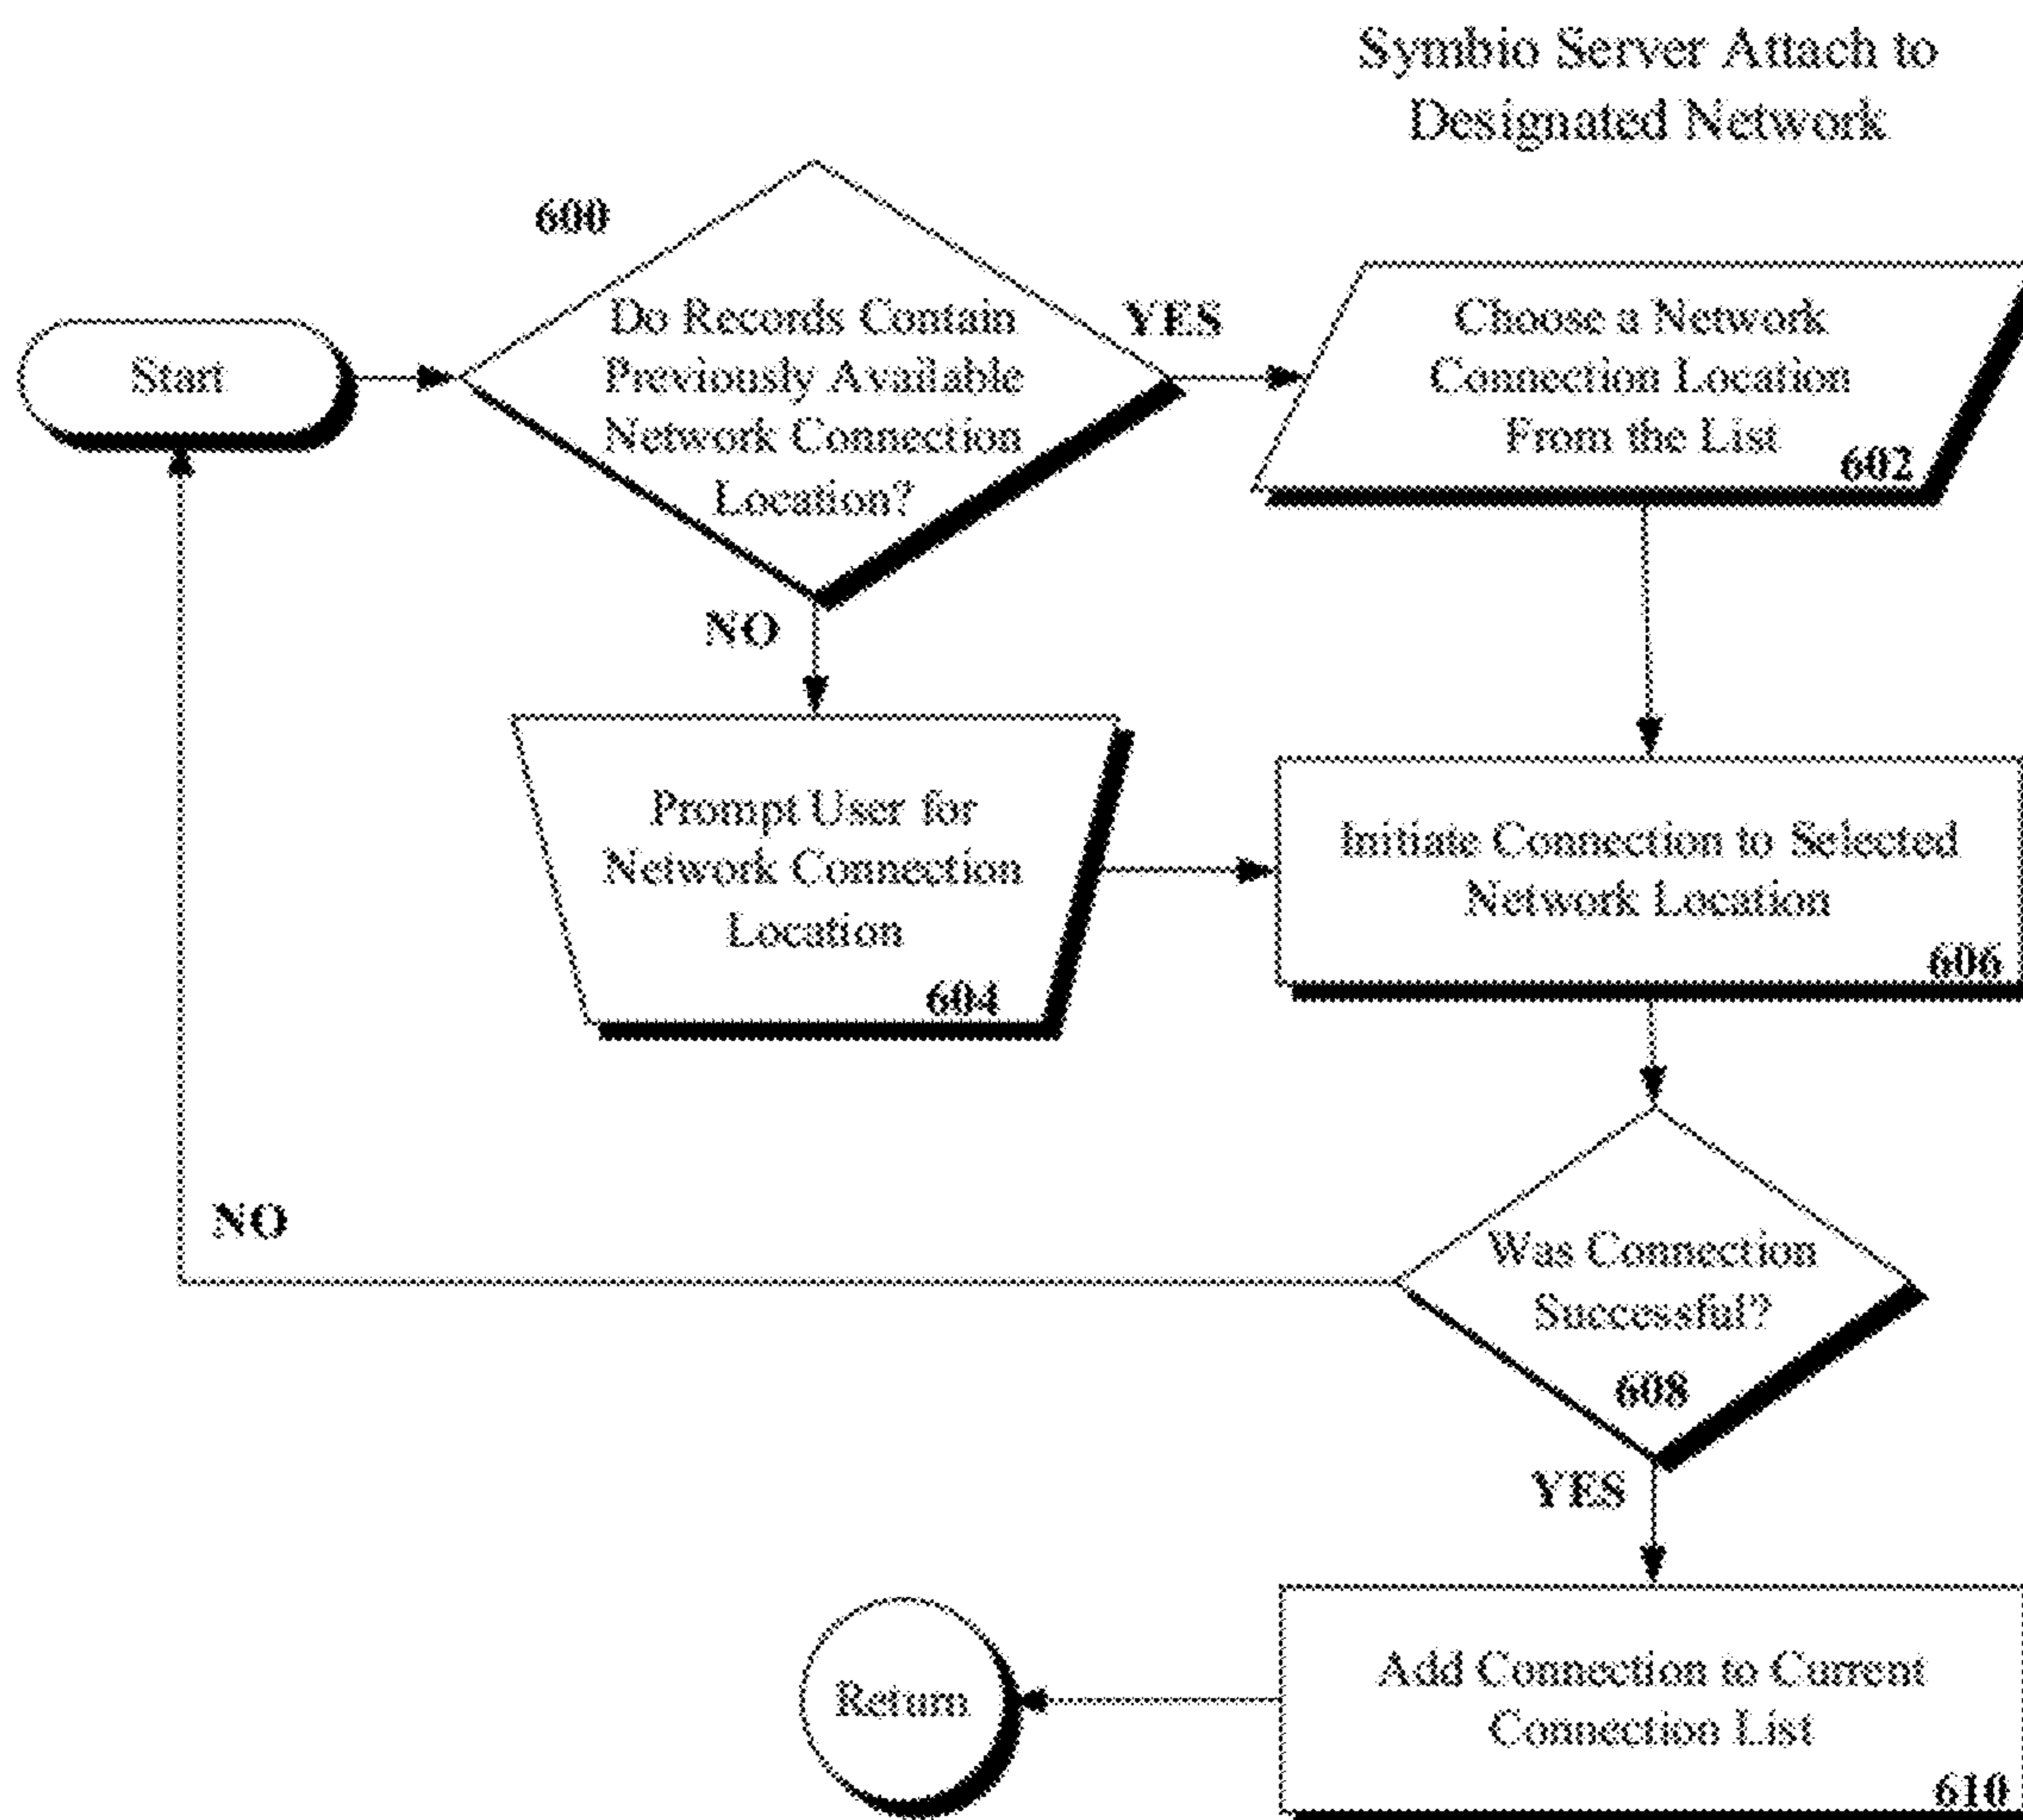 Symbio Server Attach to
Designated Network
600
Start
Do Records Contain
Previously Available
Network Connection
Location?
YES
Choose a Network
Connection Location
From the List
602
NO
Prompt User for
Network Connection
Location
604
Initiate Connection to Selected
Network Location
606
NO
Was Connection
Successful?
608
YES
Return
Add Connection to Current
Connection List
610